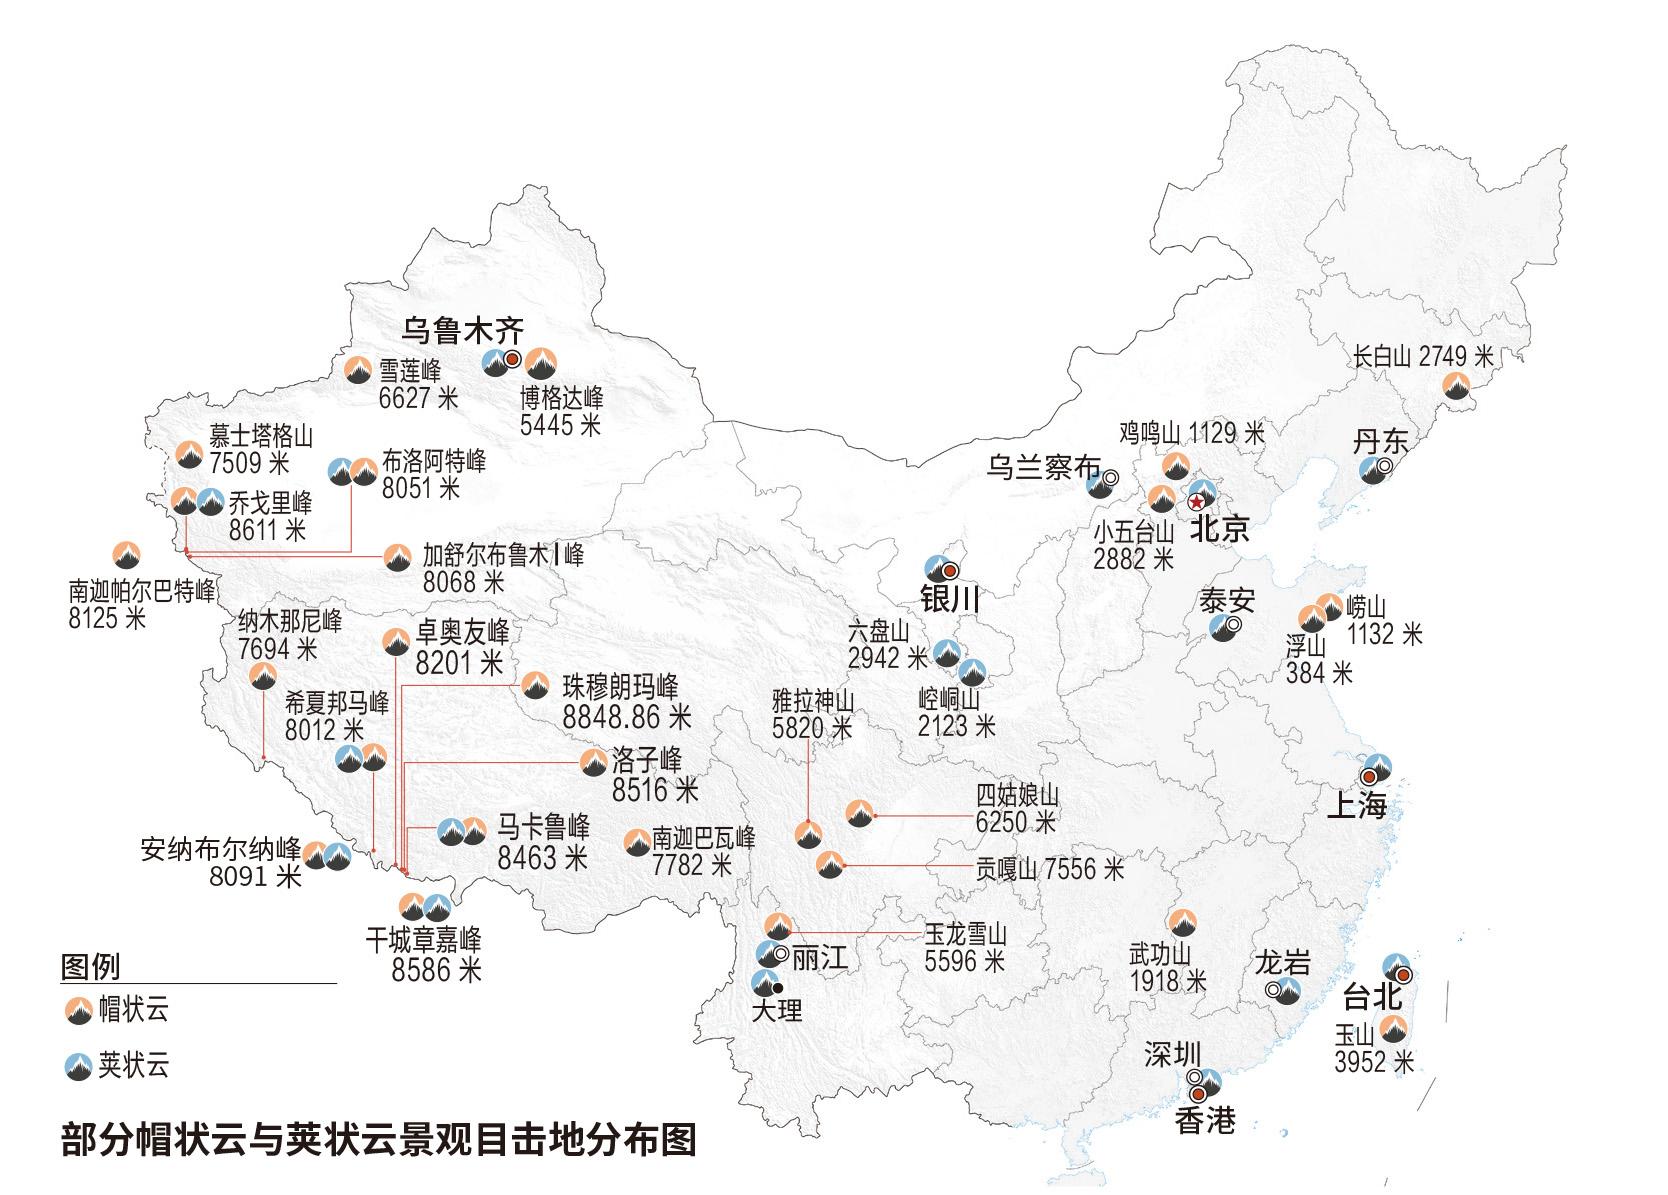 乌鲁木齐
雪莲峰
6627 米
博格达峰
5445 米
长白山 2749 米
慕士塔格山
7509 米
布洛阿特峰
8051 米
乔戈里峰
8611 米
鸡鸣山 1129 米
乌兰察布
丹东
小五台山
2882 米
北京
南迦帕尔巴特峰
8125 米
加舒尔布鲁木Ⅰ峰
8068 米
银川
泰安
崂山
1132 米
浮山
384 米
纳木那尼峰
7694 米
卓奥友峰
8201 米
六盘山
2942 米
崆峒山
2123 米
希夏邦马峰
8012 米
珠穆朗玛峰
8848.86 米
雅拉神山
5820 米
洛子峰
8516 米
四姑娘山
6250 米
上海
安纳布尔纳峰
8091 米
马卡鲁峰
8463 米
南迦巴瓦峰
7782 米
贡嘎山 7556 米
干城章嘉峰
8586 米
玉龙雪山
5596 米
丽江
大理
武功山
1918 米
龙岩
台北
玉山
3952 米
深圳
香港
图例
帽状云
荚状云
部分帽状云与荚状云景观目击地分布图